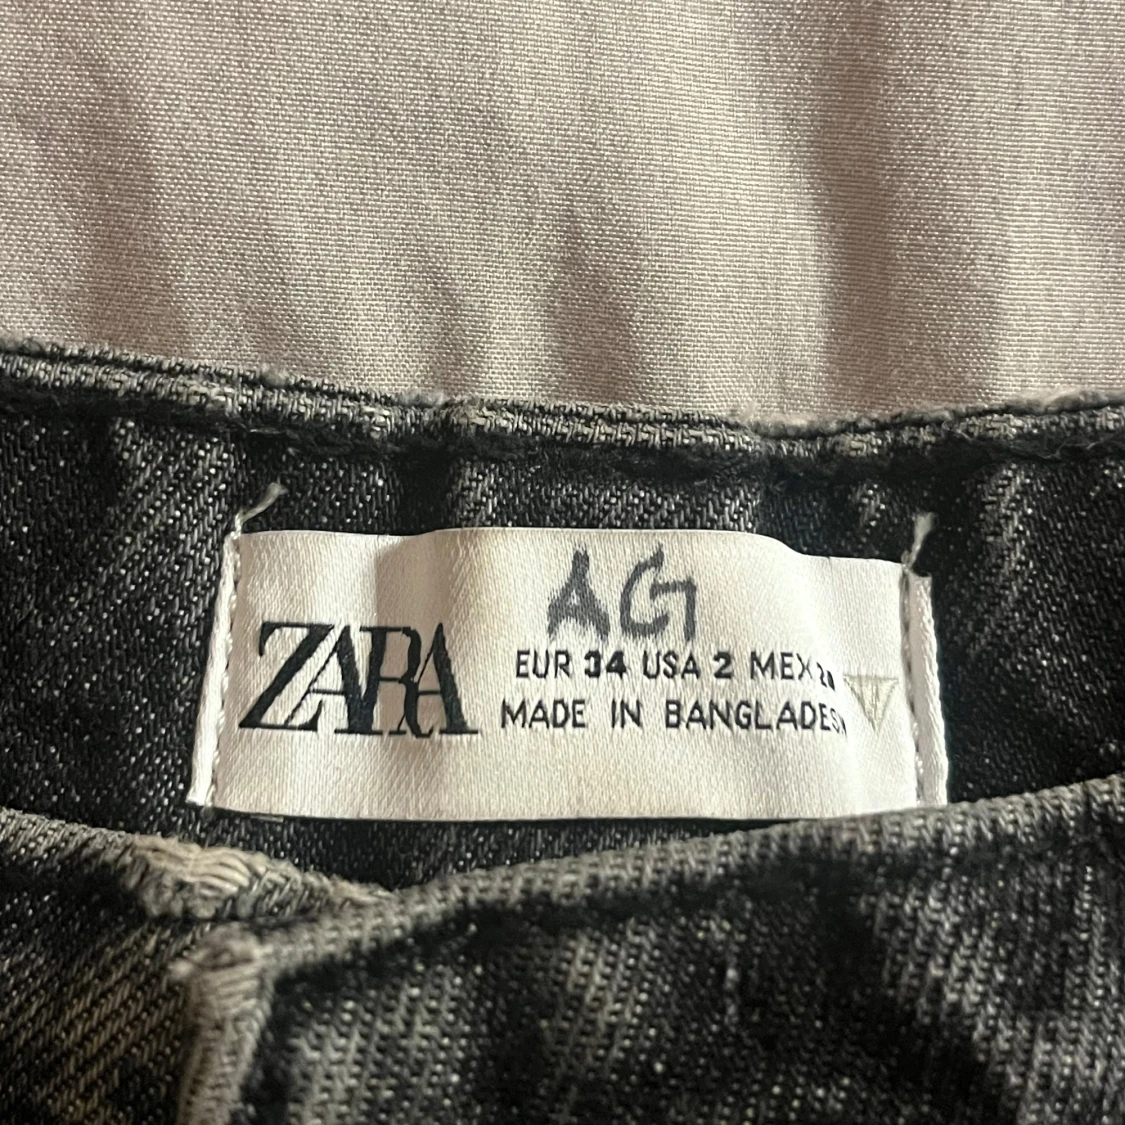 AG
ZARA
EUR 34 USA 2 MEX
MADE IN BANGLADESH